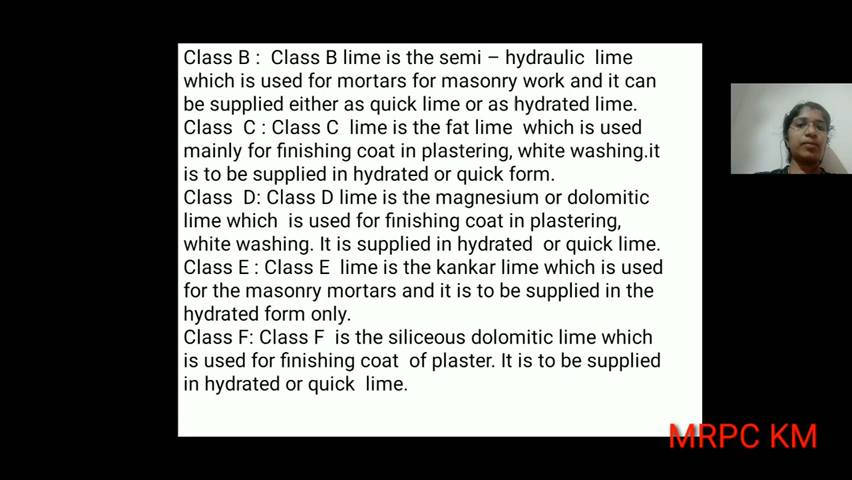 Class B :  Class B lime is the semi – hydraulic  lime
which is used for mortars for masonry work and it can
be supplied either as quick lime or as hydrated lime.
Class  C : Class C  lime is the fat lime  which is used
mainly for finishing coat in plastering, white washing.it
is to be supplied in hydrated or quick form.
Class  D: Class D lime is the magnesium or dolomitic
lime which  is used for finishing coat in plastering,
white washing. It is supplied in hydrated  or quick lime.
Class E : Class E  lime is the kankar lime which is used
for the masonry mortars and it is to be supplied in the
hydrated form only.
Class F: Class F  is the siliceous dolomitic lime which
is used for finishing coat  of plaster. It is to be supplied
in hydrated or quick  lime.
MRPC KM